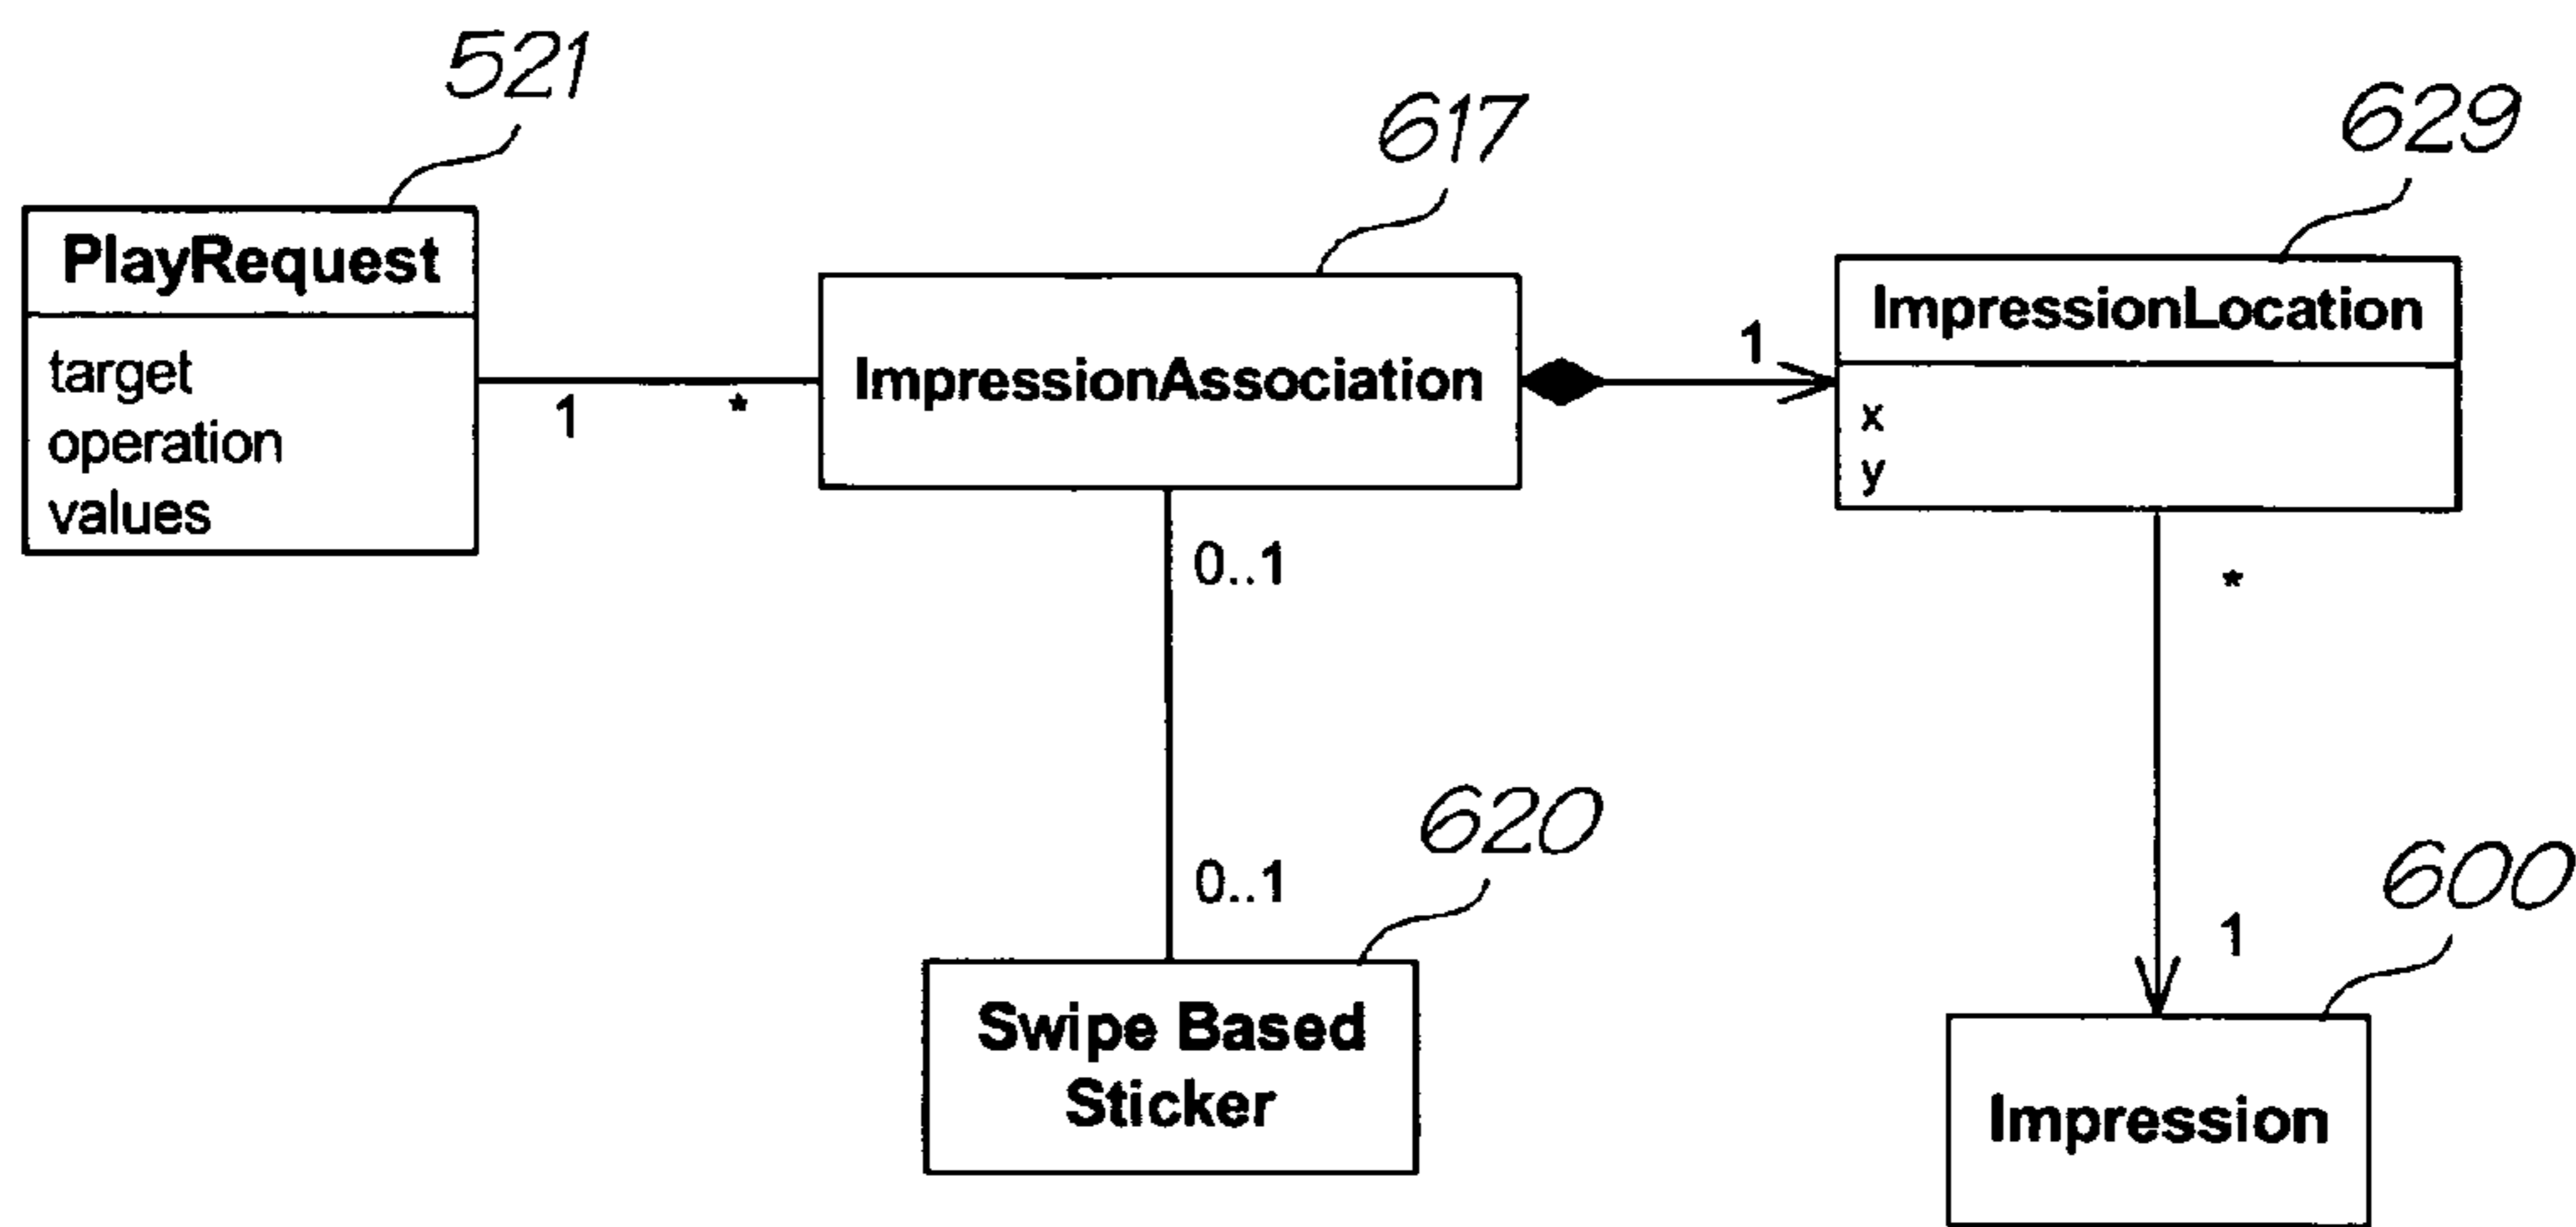 521
617
629
PlayRequest
target
operation
values
1
*
ImpressionAssociation
1
ImpressionLocation
x
y
0..1
0..1
*
1
620
Swipe Based
Sticker
600
Impression